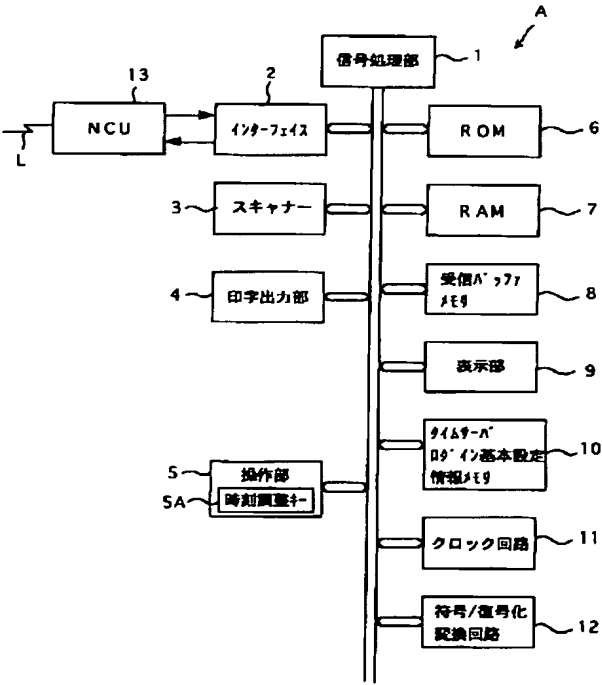 A
信号処理部
1
13
NCU
L
2
インターフェイス
ROM
6
3
スキャナー
RAM
7
4
印字出力部
受信バッファ
メモリ
8
表示部
9
タイムサーバ
ログイン基本設定
情報メモリ
10
5
操作部
5A
時刻調整キー
クロック回路
11
符号/復号化
変換回路
12